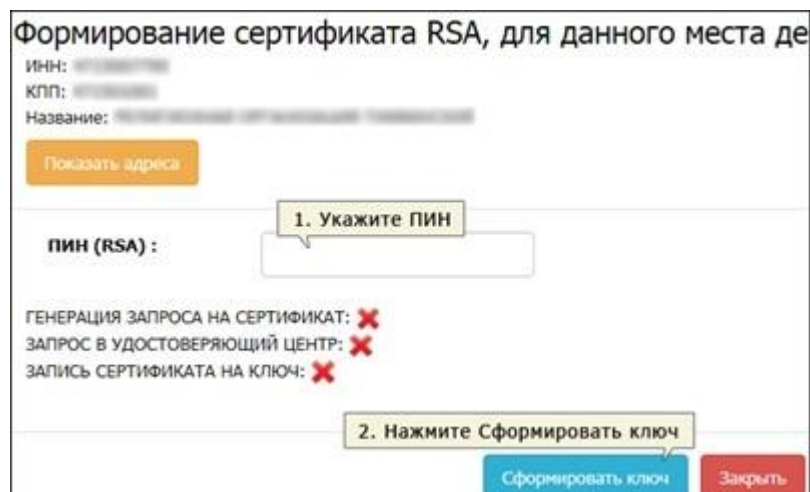 Формирование сертификата RSA, для данного места де
ИНН:
КПП:
Название:
Показать адреса
1. Укажите ПИН
ПИН (RSA) :
ГЕНЕРАЦИЯ ЗАПРОСА НА СЕРТИФИКАТ:
ЗАПРОС В УДОСТОВЕРЯЮЩИЙ ЦЕНТР:
ЗАПИСЬ СЕРТИФИКАТА НА КЛЮЧ:
2. Нажмите Сформировать ключ
Сформировать ключ Закрыть